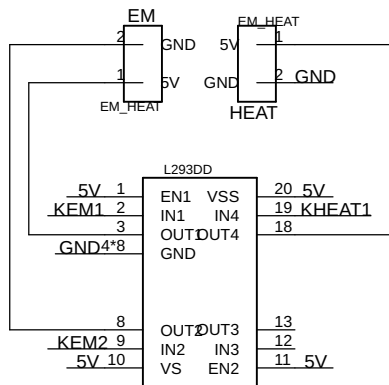 EM
2 GND
1 5V
EM_HEAT
EM_HEAT
5V 1
GND 2 GND
HEAT
L293DD
5V 1 EN1 VSS 20 5V
KEM1 2 IN1 IN4 19 KHEAT1
3 OUT1 OUT4 18
GND 4*8 GND
8 OUT2 OUT3 13
KEM2 9 IN2 IN3 12
5V 10 VS EN2 11 5V